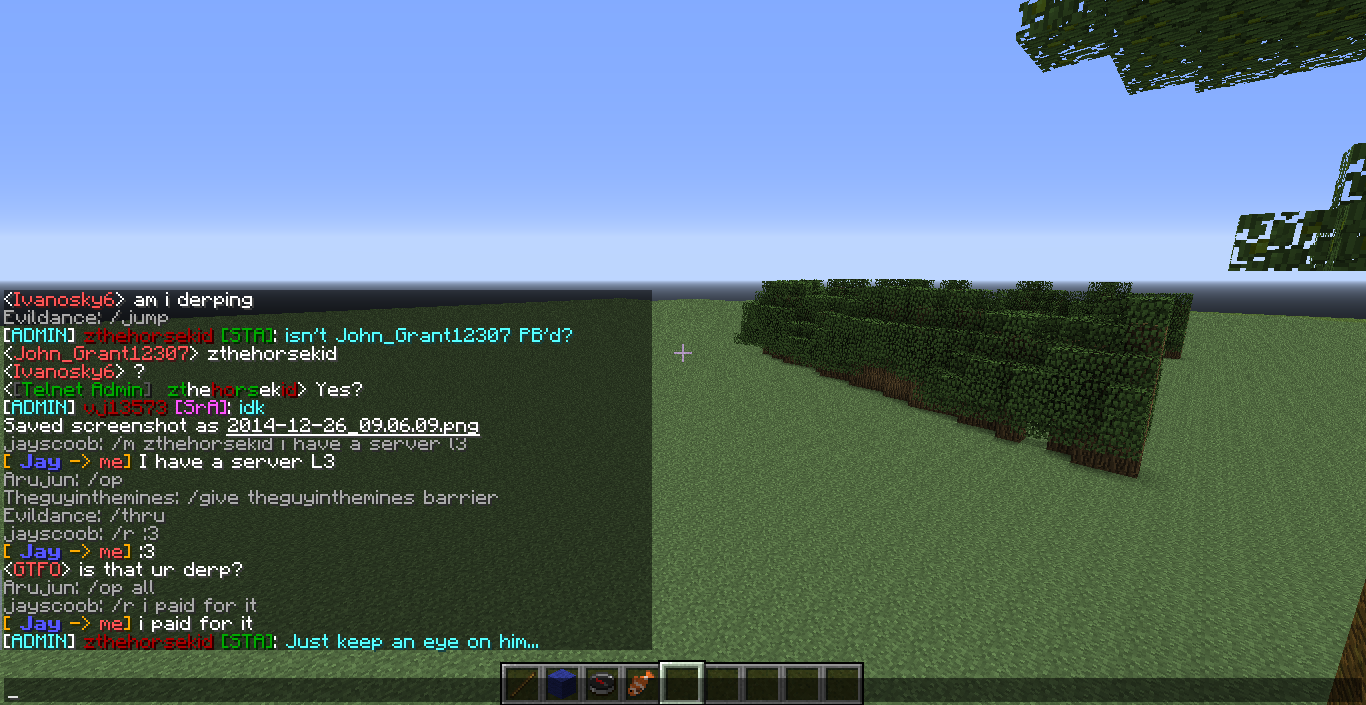 <Ivanosky6> am i derping
Evildance: /jump
[ADMIN] zthehorsekid [STA]: isn't John_Grant12307 PB'd?
<John_Grant12307> zthehorsekid
<Ivanosky6> ?
<[Telnet Admin] zthehorsekid> Yes?
[ADMIN] vj13573 [SrA]: idk
Saved screenshot as 2014-12-26_09.06.09.png
jayscoob: /m zthehorsekid i have a server l3
[ Jay -> me] I have a server L3
Arujun: /op
Theguyinthemines: /give theguyinthemines barrier
Evildance: /thru
jayscoob: /r :3
[ Jay -> me] :3
<GTFO> is that ur derp?
Arujun: /op all
jayscoob: /r i paid for it
[ Jay -> me] i paid for it
[ADMIN] zthehorsekid [STA]: Just keep an eye on him...
_